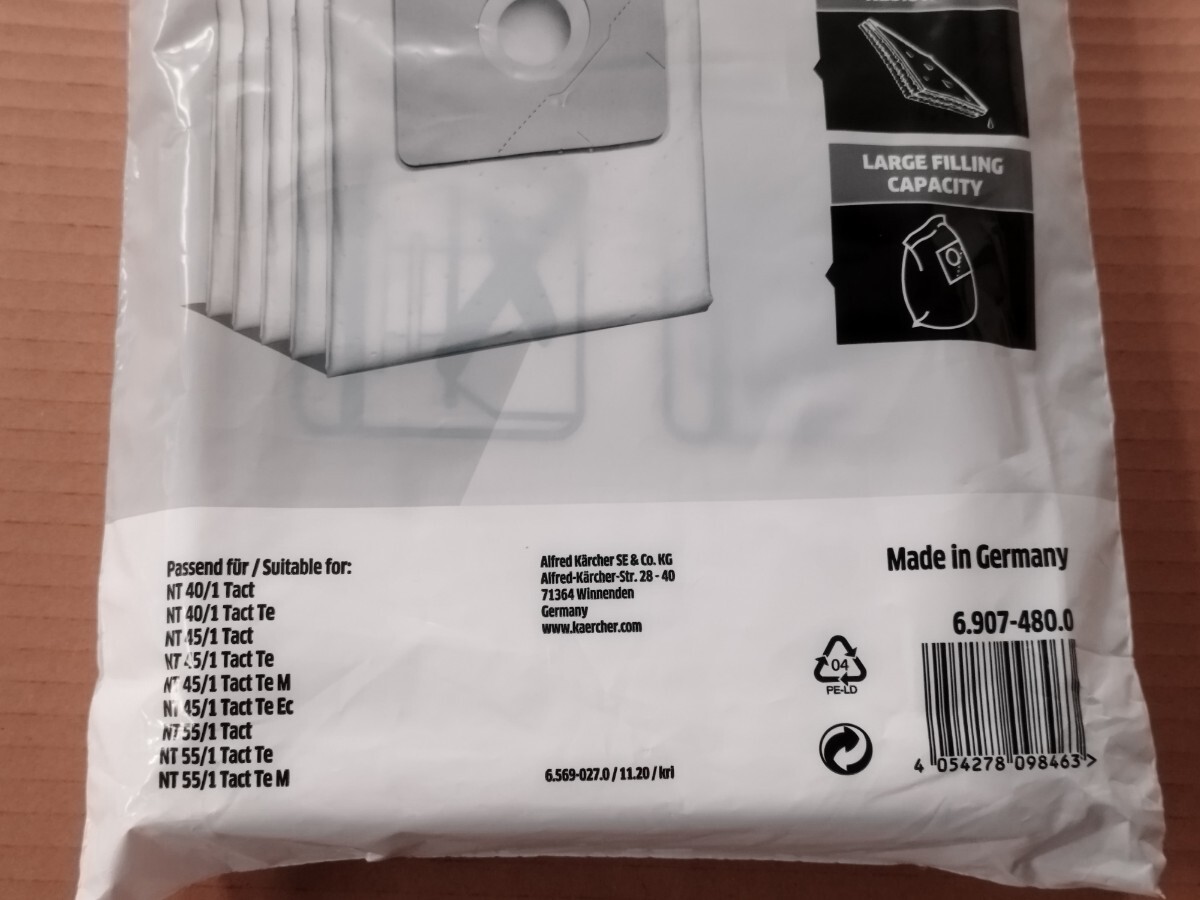 LARGE FILLING
CAPACITY
Passend für / Suitable for:
NT 40/1 Tact
NT 40/1 Tact Te
NT 45/1 Tact
NT 45/1 Tact Te
NT 45/1 Tact Te M
NT 45/1 Tact Te Ec
NT 55/1 Tact
NT 55/1 Tact Te
NT 55/1 Tact Te M
Alfred Kärcher SE & Co. KG
Alfred-Kärcher-Str. 28 - 40
71364 Winnenden
Germany
www.kaercher.com
6.569-027.0 / 11.20 / kri
Made in Germany
6.907-480.0
04
PE-LD
4 054278 098463 >